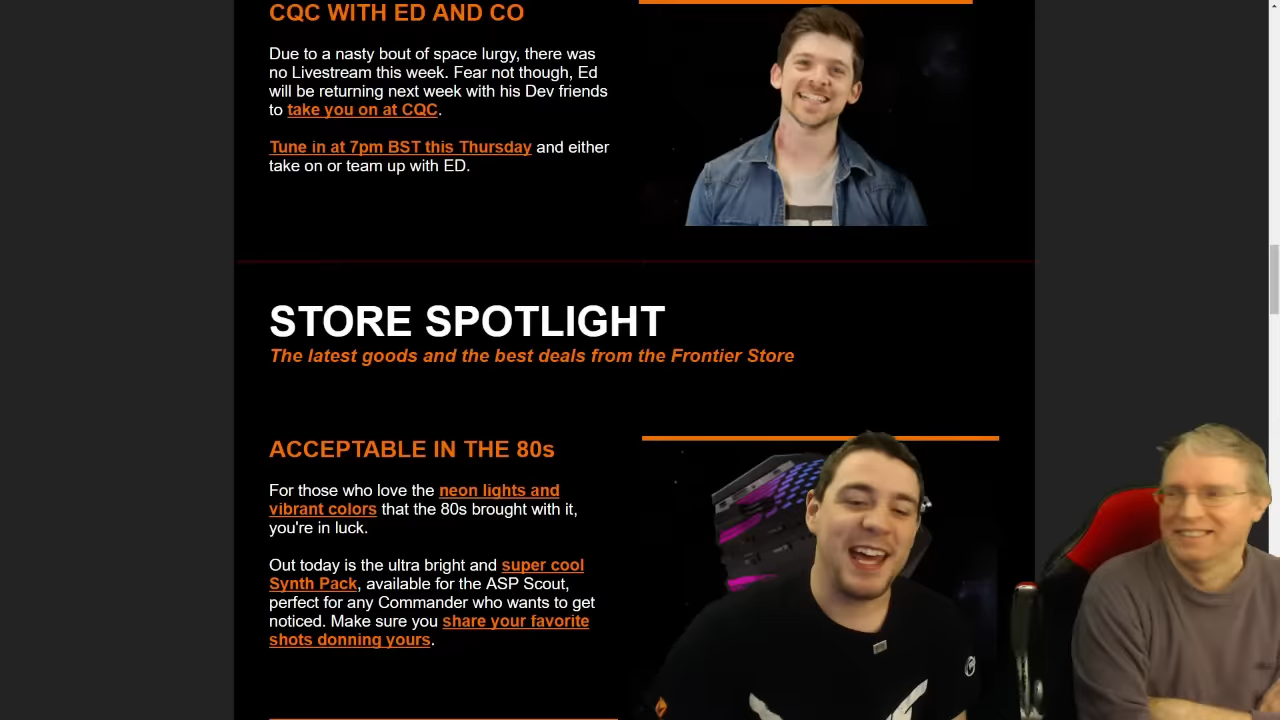 CQC WITH ED AND CO
Due to a nasty bout of space lurgy, there was
no Livestream this week. Fear not though, Ed
will be returning next week with his Dev friends
to take you on at CQC.
Tune in at 7pm BST this Thursday and either
take on or team up with ED.
STORE SPOTLIGHT
The latest goods and the best deals from the Frontier Store
ACCEPTABLE IN THE 80s
For those who love the neon lights and
vibrant colors that the 80s brought with it,
you're in luck.
Out today is the ultra bright and super cool
Synth Pack, available for the ASP Scout,
perfect for any Commander who wants to get
noticed. Make sure you share your favorite
shots donning yours.